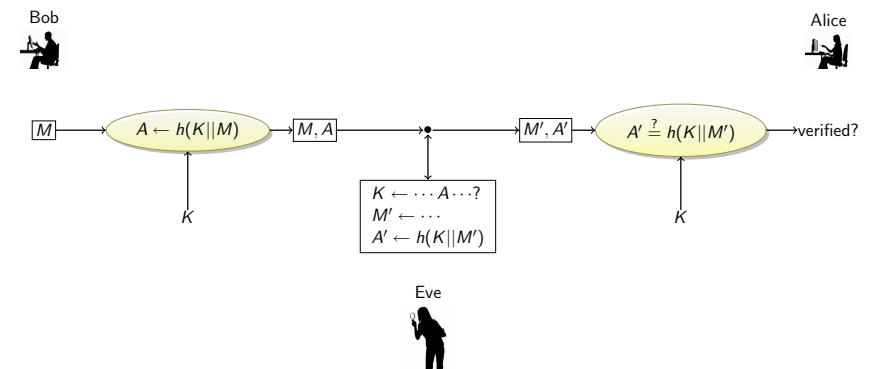 Bob
Alice
M
A ← h(K||M)
M, A
M′, A′
A′ ≟ h(K||M′)
verified?
K ← ⋯ A ⋯?
M′ ← ⋯
A′ ← h(K||M′)
K
K
Eve